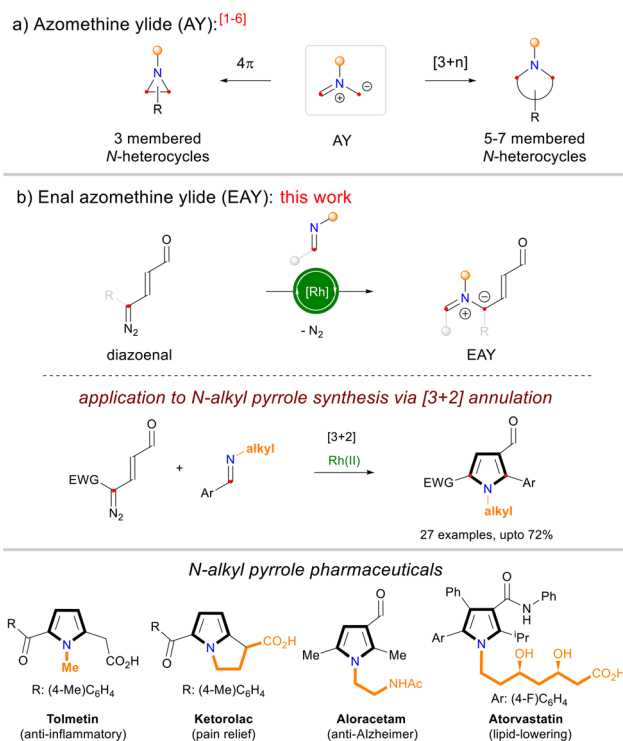 a) Azomethine ylide (AY):[1-6]
N
R
3 membered
N-heterocycles
4π
N
⊕
⊖
AY
[3+n]
N
R
5-7 membered
N-heterocycles
b) Enal azomethine ylide (EAY): this work
O
R
N2
diazoenal
N
[Rh]
- N2
O
N
⊕
⊖
R
EAY
application to N-alkyl pyrrole synthesis via [3+2] annulation
O
EWG
N2
+
N
alkyl
Ar
[3+2]
Rh(II)
O
EWG
N
Ar
alkyl
27 examples, upto 72%
N-alkyl pyrrole pharmaceuticals
R
O
N
Me
CO2H
R: (4-Me)C6H4
Tolmetin
(anti-inflammatory)
R
O
N
CO2H
R: (4-Me)C6H4
Ketorolac
(pain relief)
O
Me
N
Me
NHAc
Aloracetam
(anti-Alzheimer)
Ph
O
N
H
Ph
Ar
N
iPr
OH
OH
CO2H
Ar: (4-F)C6H4
Atorvastatin
(lipid-lowering)